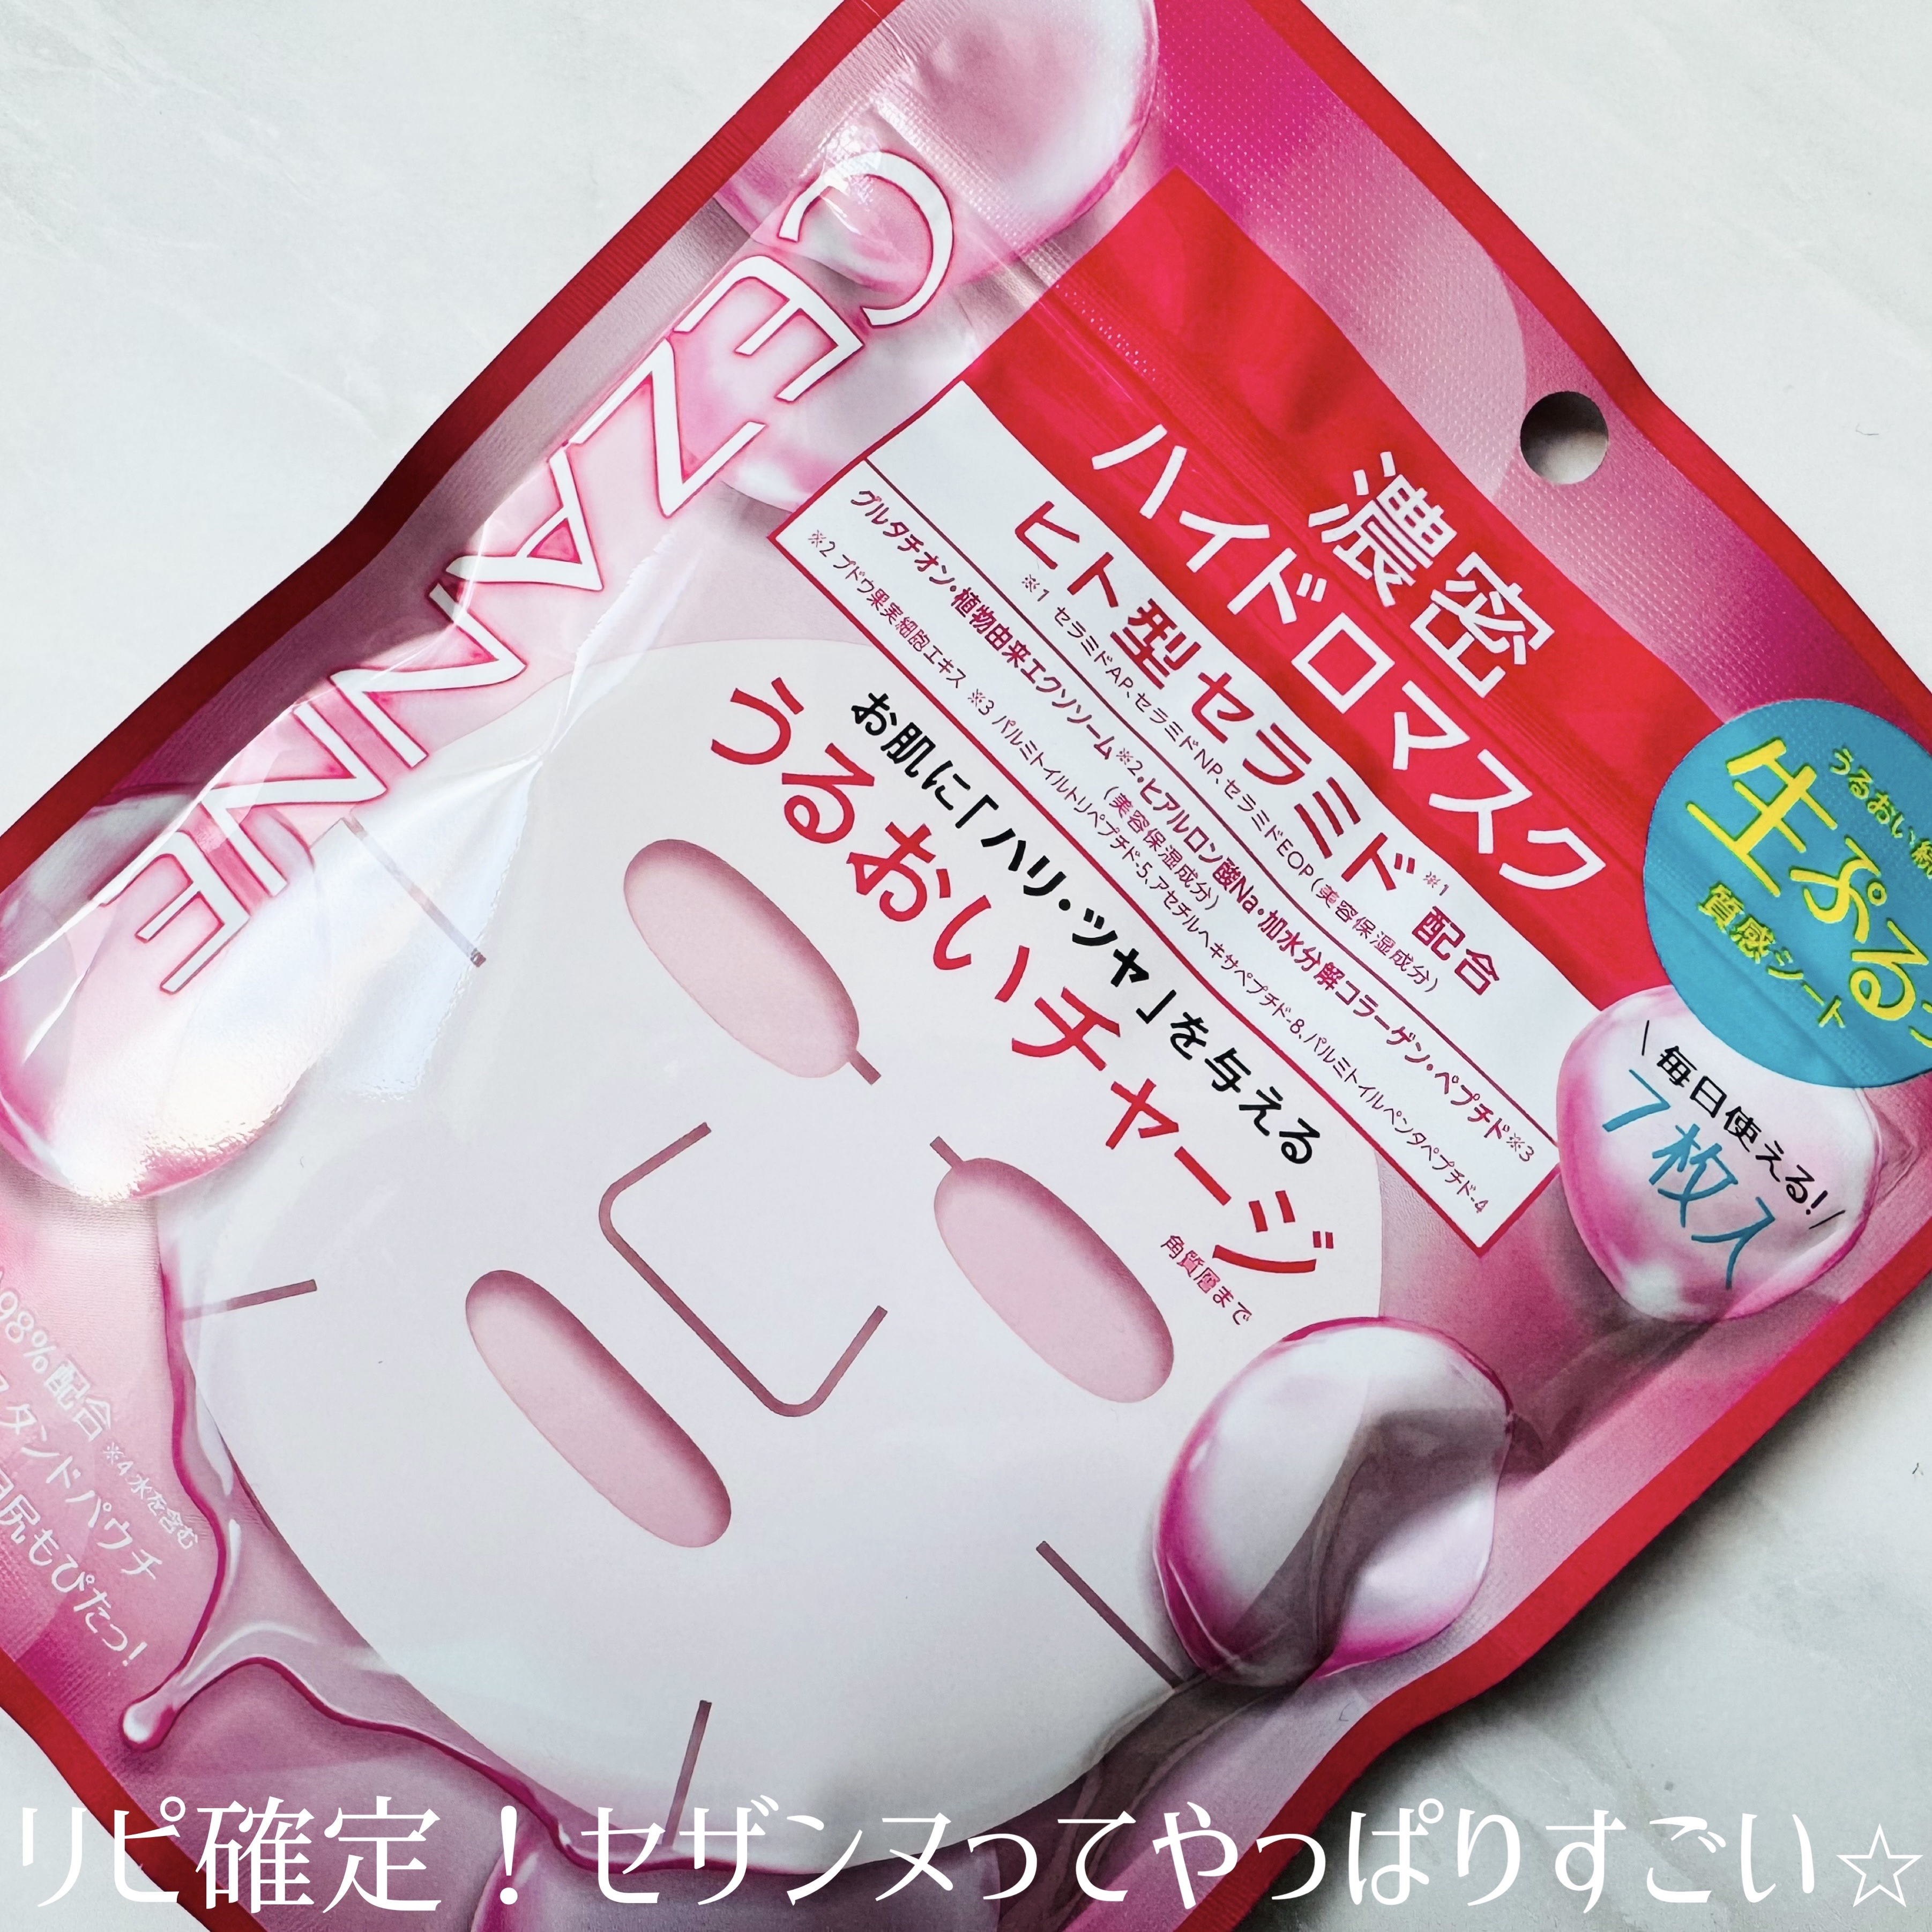 CEZANNE
濃密
ハイドロマスク
ヒト型セラミド※1 配合
※1 セラミドAP、セラミドNP、セラミドEOP(美容保湿成分)
グルタチオン・植物由来エクソソーム※2・ヒアルロン酸Na・加水分解コラーゲン・ペプチド※3
(美容保湿成分)
※2 ブドウ果実細胞エキス ※3 パルミトイルトリペプチド-5、アセチルヘキサペプチド-8、パルミトイルペンタペプチド-4
お肌に「ハリ・ツヤ」を与える
うるおいチャージ
角質層まで
うるおい続
生ぷる
質感シート
\毎日使える!/
7枚入
98%配合 ※4 水を含む
タンドパウチ
尻もぴたっ!
リピ確定!セザンヌってやっぱりすごい☆